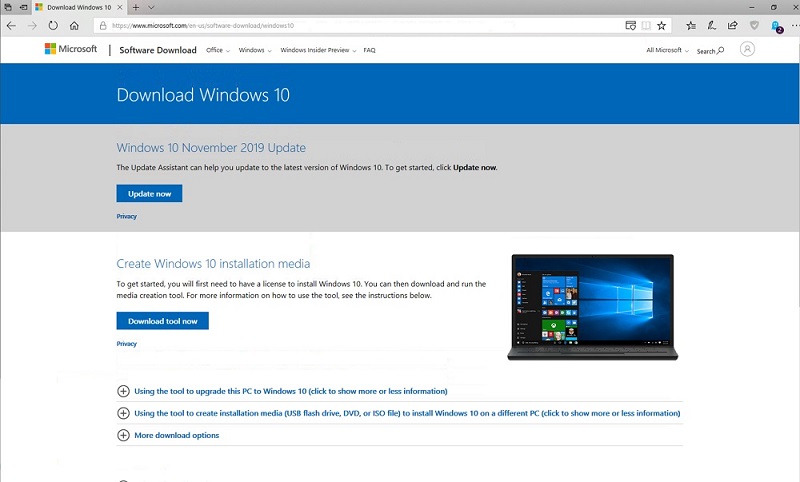 Download Windows 10
https://www.microsoft.com/en-us/software-download/windows10
Microsoft Software Download Office Windows Windows Insider Preview FAQ All Microsoft Search
2
Download Windows 10
Windows 10 November 2019 Update
The Update Assistant can help you update to the latest version of Windows 10. To get started, click Update now.
Update now
Privacy
Create Windows 10 installation media
To get started, you will first need to have a license to install Windows 10. You can then download and run the
media creation tool. For more information on how to use the tool, see the instructions below.
Download tool now
Privacy
Using the tool to upgrade this PC to Windows 10 (click to show more or less information)
Using the tool to create installation media (USB flash drive, DVD, or ISO file) to install Windows 10 on a different PC (click to show more or less information)
More download options